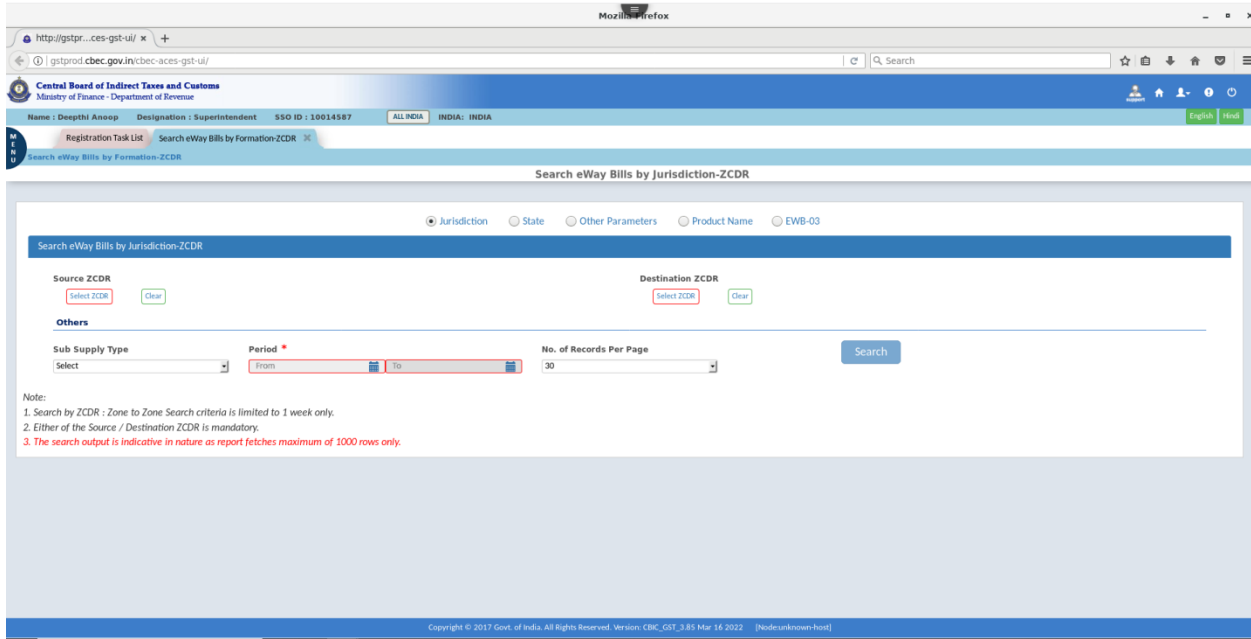 Mozilla Firefox
http://gstpr...ces-gst-ui/ × +
gstprod.cbec.gov.in/cbec-aces-gst-ui/
Search
Central Board of Indirect Taxes and Customs
Ministry of Finance - Department of Revenue
support
Name : Deepthi Anoop Designation : Superintendent SSO ID : 10014587 ALL INDIA INDIA: INDIA English Hindi
MENU
Registration Task List Search eWay Bills by Formation-ZCDR ×
Search eWay Bills by Formation-ZCDR
Search eWay Bills by Jurisdiction-ZCDR
Jurisdiction State Other Parameters Product Name EWB-03
Search eWay Bills by Jurisdiction-ZCDR
Source ZCDR Destination ZCDR
Select ZCDR Clear Select ZCDR Clear
Others
Sub Supply Type Period * No. of Records Per Page Search
Select From To 30
Note:
1. Search by ZCDR : Zone to Zone Search criteria is limited to 1 week only.
2. Either of the Source / Destination ZCDR is mandatory.
3. The search output is indicative in nature as report fetches maximum of 1000 rows only.
Copyright © 2017 Govt. of India. All Rights Reserved. Version: CBIC_GST_3.85 Mar 16 2022 [Node:unknown-host]